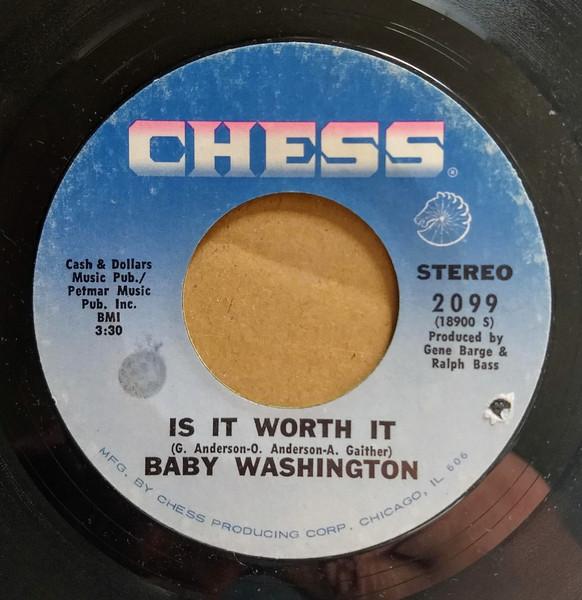 CHESS®
Cash & Dollars
Music Pub./
Petmar Music
Pub. Inc.
BMI
3:30
STEREO
2099
(18900 S)
Produced by
Gene Barge &
Ralph Bass
IS IT WORTH IT
(G. Anderson-O. Anderson-A. Gaither)
BABY WASHINGTON
MFG. BY CHESS PRODUCING CORP. CHICAGO, IL 606